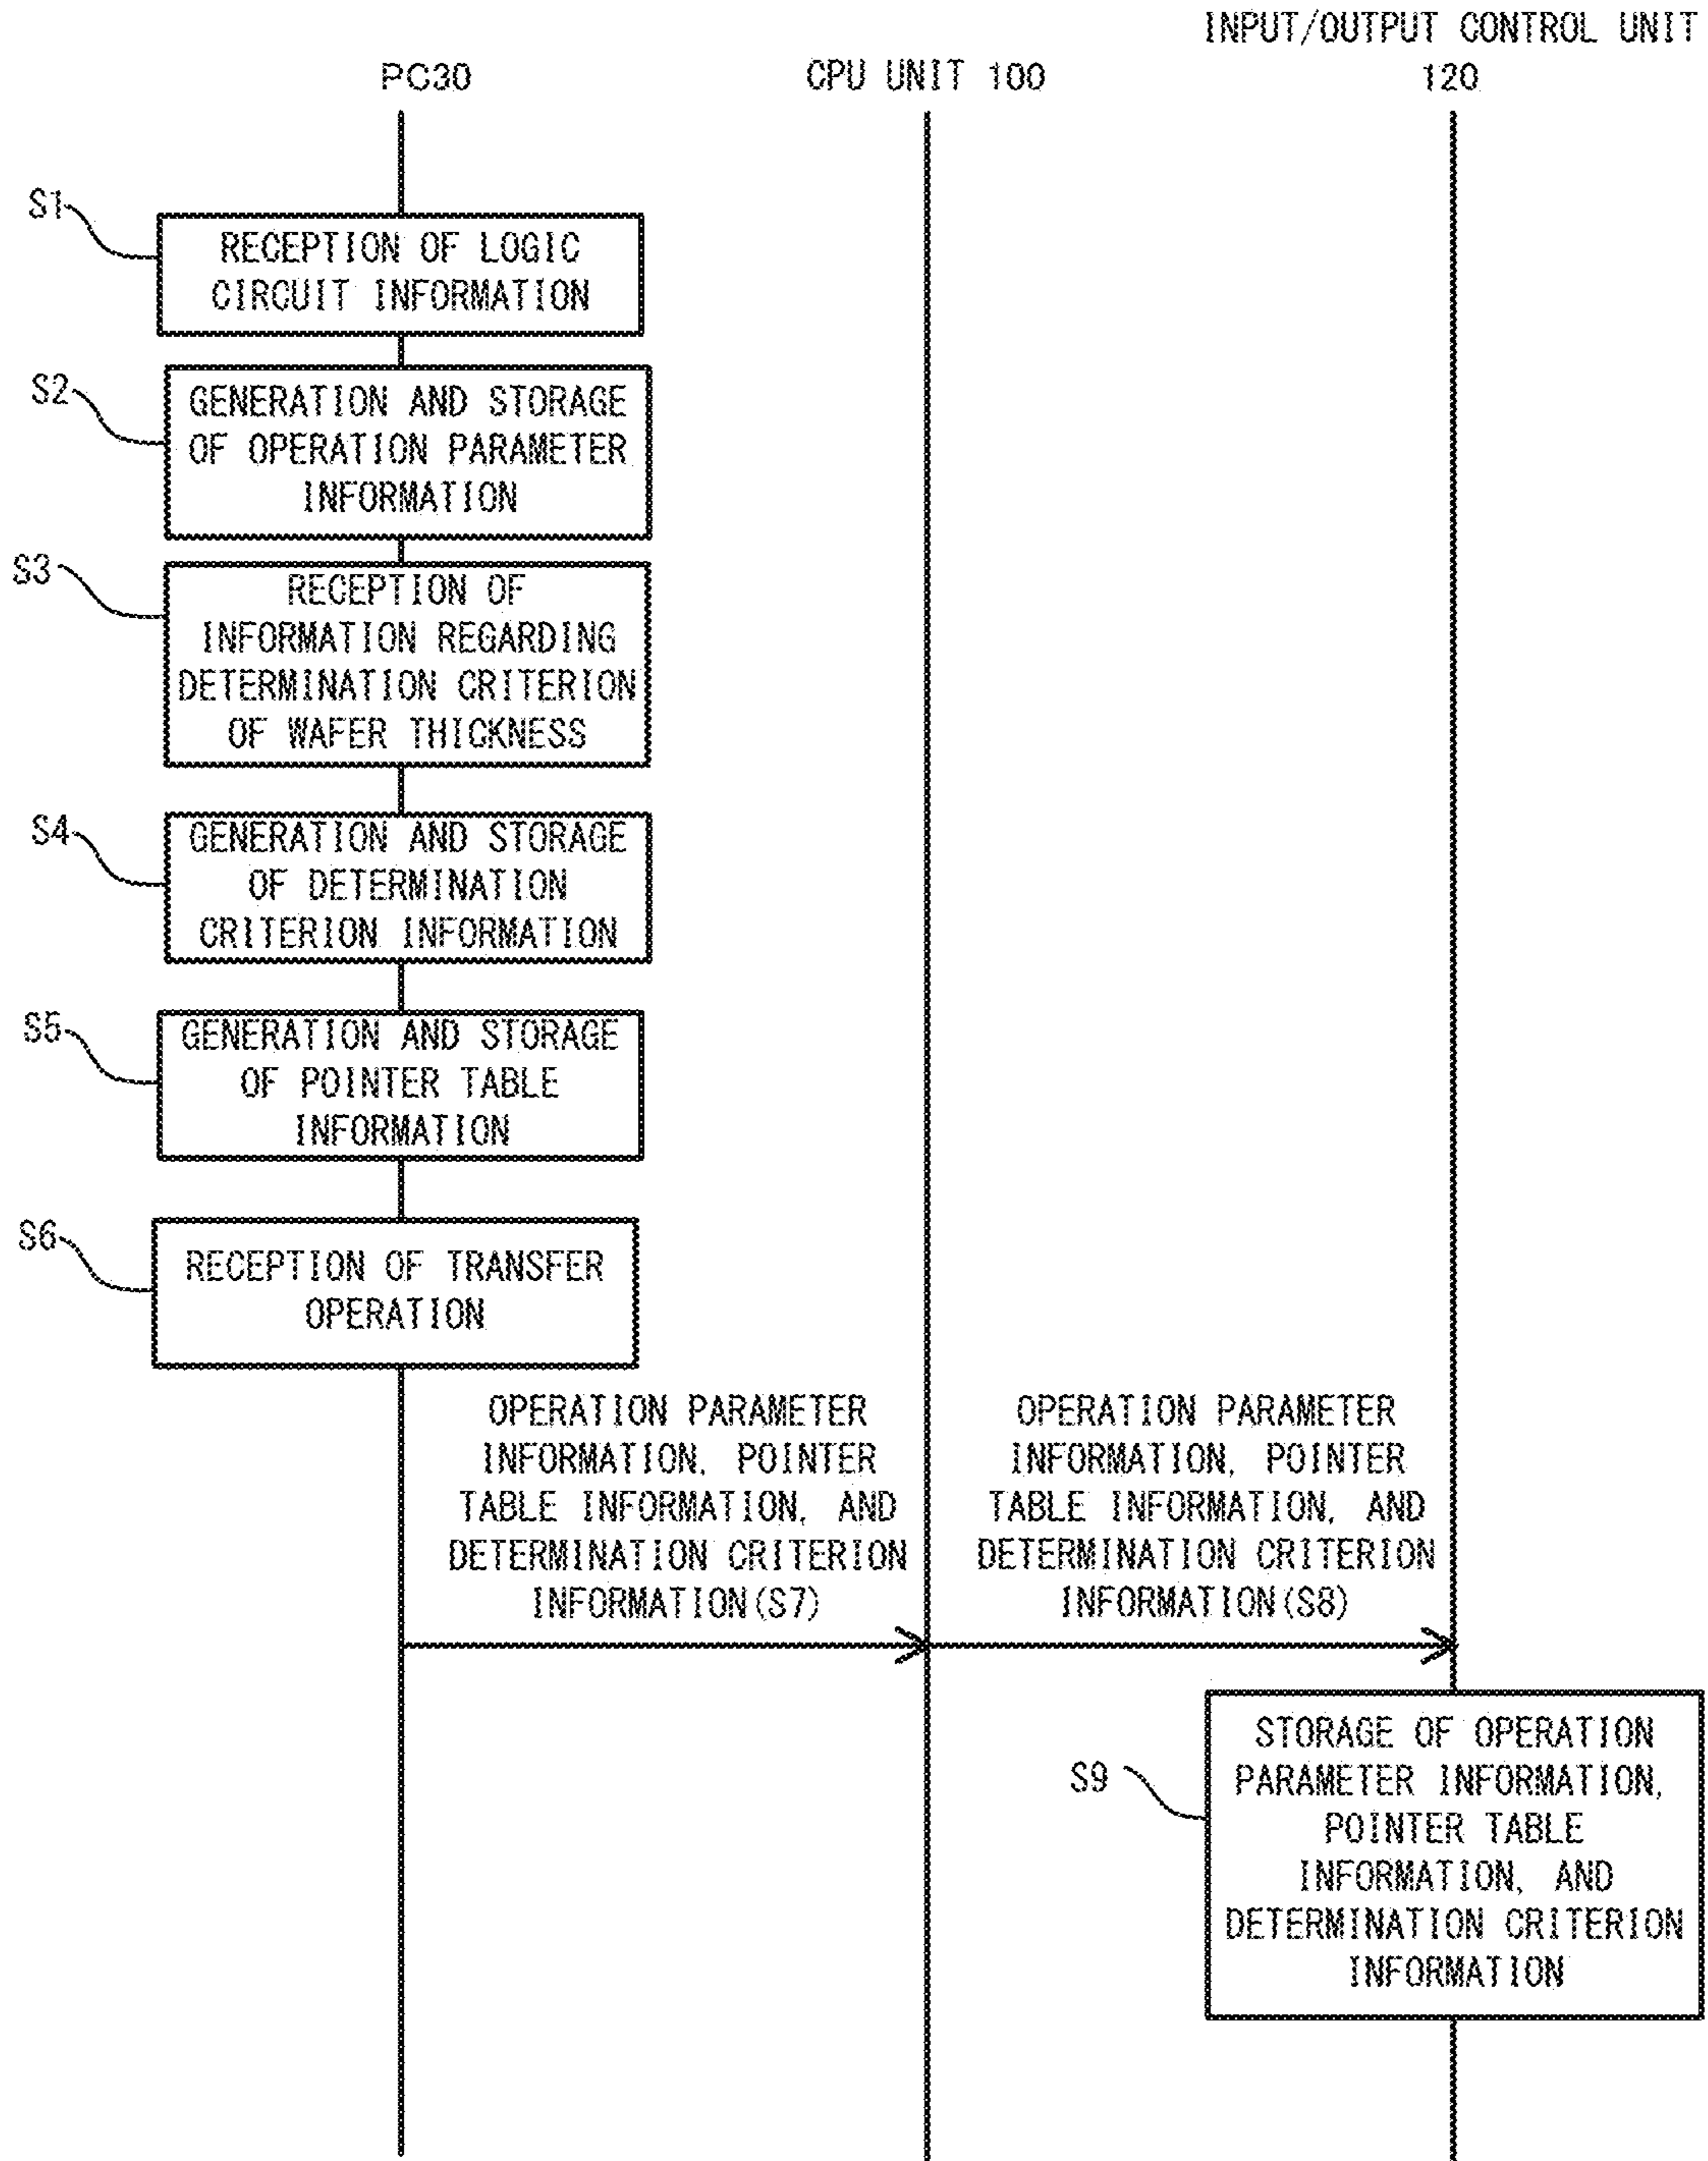 INPUT/OUTPUT CONTROL UNIT
120
PC30
CPU UNIT 100
S1
RECEPTION OF LOGIC
CIRCUIT INFORMATION
S2
GENERATION AND STORAGE
OF OPERATION PARAMETER
INFORMATION
S3
RECEPTION OF
INFORMATION REGARDING
DETERMINATION CRITERION
OF WAFER THICKNESS
S4
GENERATION AND STORAGE
OF DETERMINATION
CRITERION INFORMATION
S5
GENERATION AND STORAGE
OF POINTER TABLE
INFORMATION
S6
RECEPTION OF TRANSFER
OPERATION
OPERATION PARAMETER
INFORMATION, POINTER
TABLE INFORMATION, AND
DETERMINATION CRITERION
INFORMATION(S7)
OPERATION PARAMETER
INFORMATION, POINTER
TABLE INFORMATION, AND
DETERMINATION CRITERION
INFORMATION(S8)
S9
STORAGE OF OPERATION
PARAMETER INFORMATION,
POINTER TABLE
INFORMATION, AND
DETERMINATION CRITERION
INFORMATION